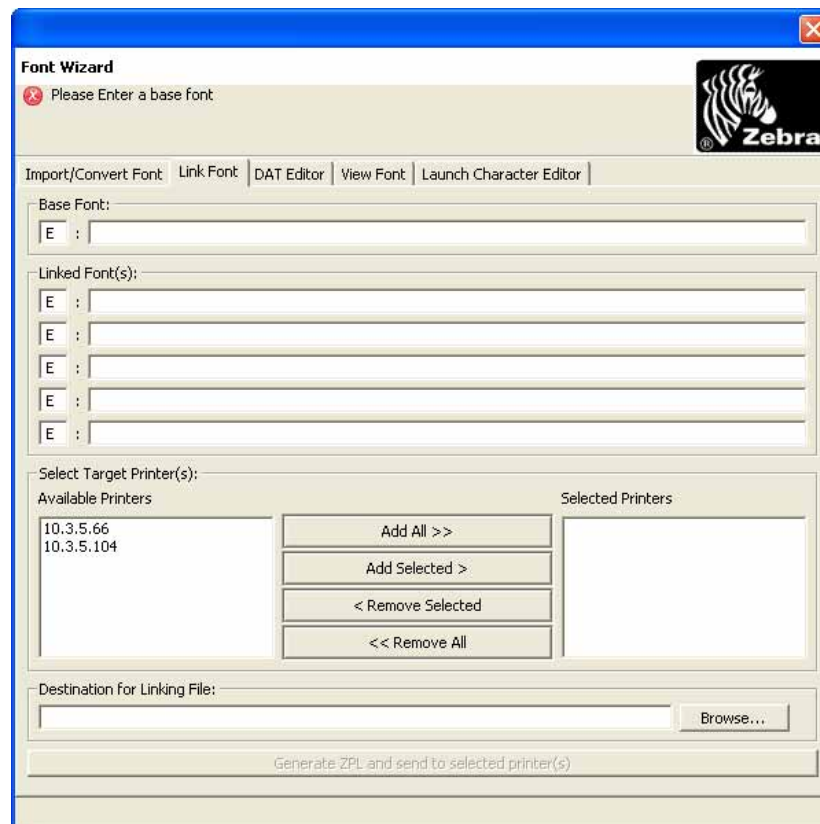 Font Wizard
Please Enter a base font
® Zebra
Import/Convert Font Link Font DAT Editor View Font Launch Character Editor
Base Font:
E :
Linked Font(s):
E :
E :
E :
E :
E :
Select Target Printer(s):
Available Printers Selected Printers
10.3.5.66
10.3.5.104
Add All >>
Add Selected >
< Remove Selected
<< Remove All
Destination for Linking File:
Browse...
Generate ZPL and send to selected printer(s)